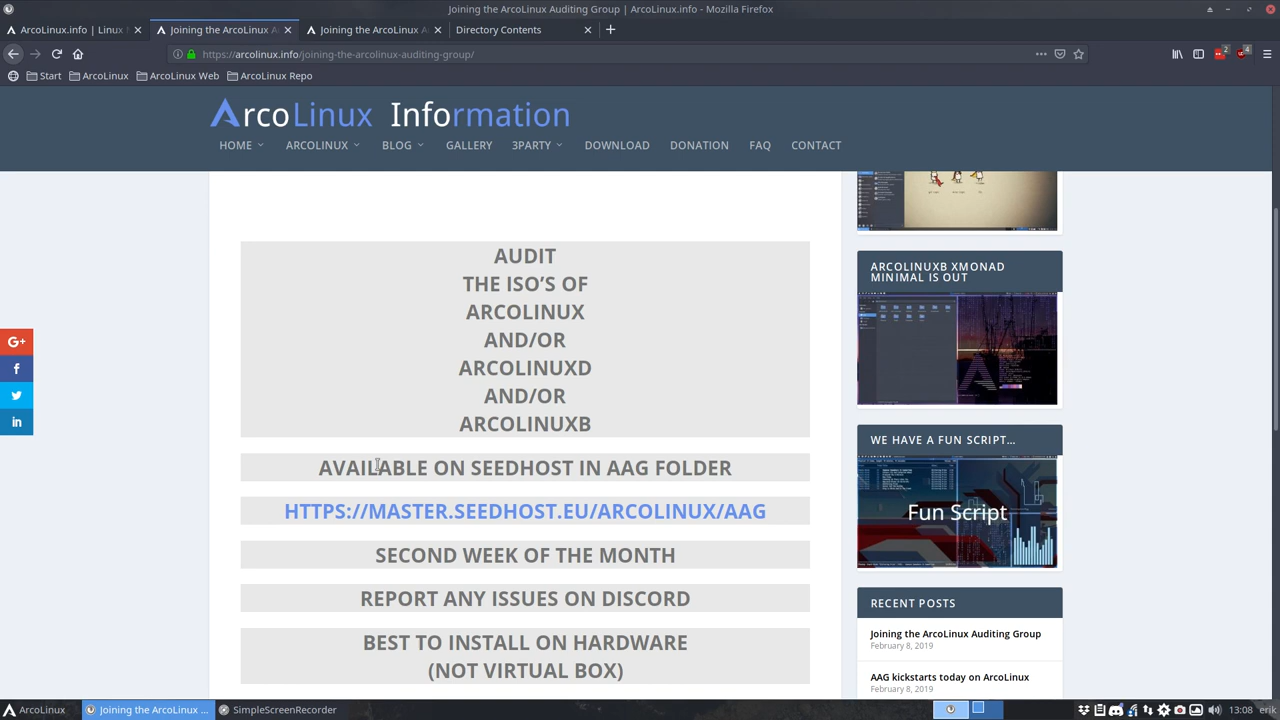 Joining the ArcoLinux Auditing Group | ArcoLinux.info - Mozilla Firefox
ArcoLinux.info | Linux
Joining the ArcoLinux A
Joining the ArcoLinux A
Directory Contents
https://arcolinux.info/joining-the-arcolinux-auditing-group/
2
4
Start
ArcoLinux
ArcoLinux Web
ArcoLinux Repo
ArcoLinux Information
HOME
ARCOLINUX
BLOG
GALLERY
3PARTY
DOWNLOAD
DONATION
FAQ
CONTACT
AUDIT
THE ISO’S OF
ARCOLINUX
AND/OR
ARCOLINUXD
AND/OR
ARCOLINUXB
AVAILABLE ON SEEDHOST IN AAG FOLDER
HTTPS://MASTER.SEEDHOST.EU/ARCOLINUX/AAG
SECOND WEEK OF THE MONTH
REPORT ANY ISSUES ON DISCORD
BEST TO INSTALL ON HARDWARE
(NOT VIRTUAL BOX)
ARCOLINUXB XMONAD
MINIMAL IS OUT
WE HAVE A FUN SCRIPT…
Fun Script
RECENT POSTS
Joining the ArcoLinux Auditing Group
February 8, 2019
AAG kickstarts today on ArcoLinux
February 8, 2019
G+
f
in
ArcoLinux
Joining the ArcoLinux ...
SimpleScreenRecorder
13:08
erik